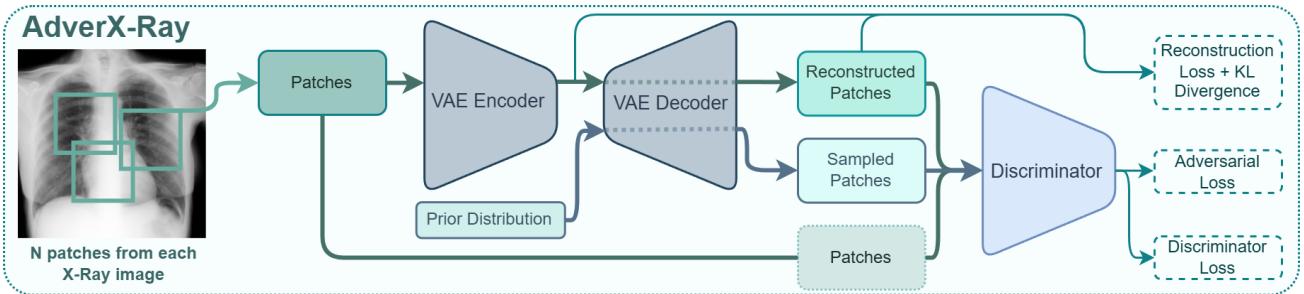 AdverX-Ray
N patches from each
X-Ray image
Patches
VAE Encoder
Prior Distribution
VAE Decoder
Reconstructed
Patches
Sampled
Patches
Patches
Discriminator
Reconstruction
Loss + KL
Divergence
Adversarial
Loss
Discriminator
Loss